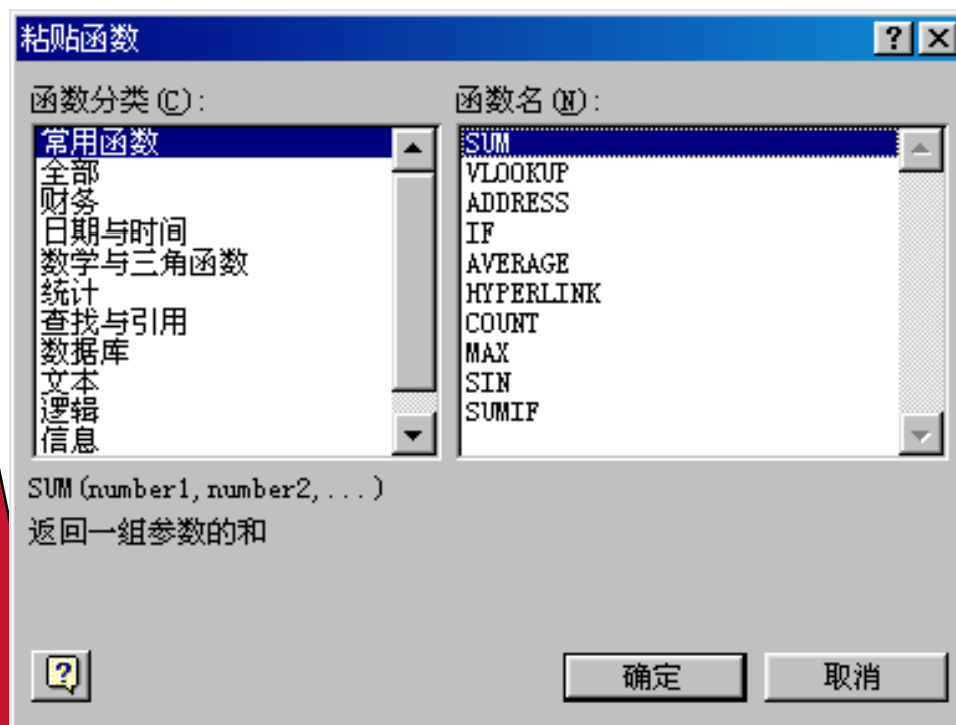 粘贴函数
函数分类(C):
常用函数
全部
财务
日期与时间
数学与三角函数
统计
查找与引用
数据库
文本
逻辑
信息
函数名(N):
SUM
VLOOKUP
ADDRESS
IF
AVERAGE
HYPERLINK
COUNT
MAX
SIN
SUMIF
SUM(number1,number2,...)
返回一组参数的和
确定
取消